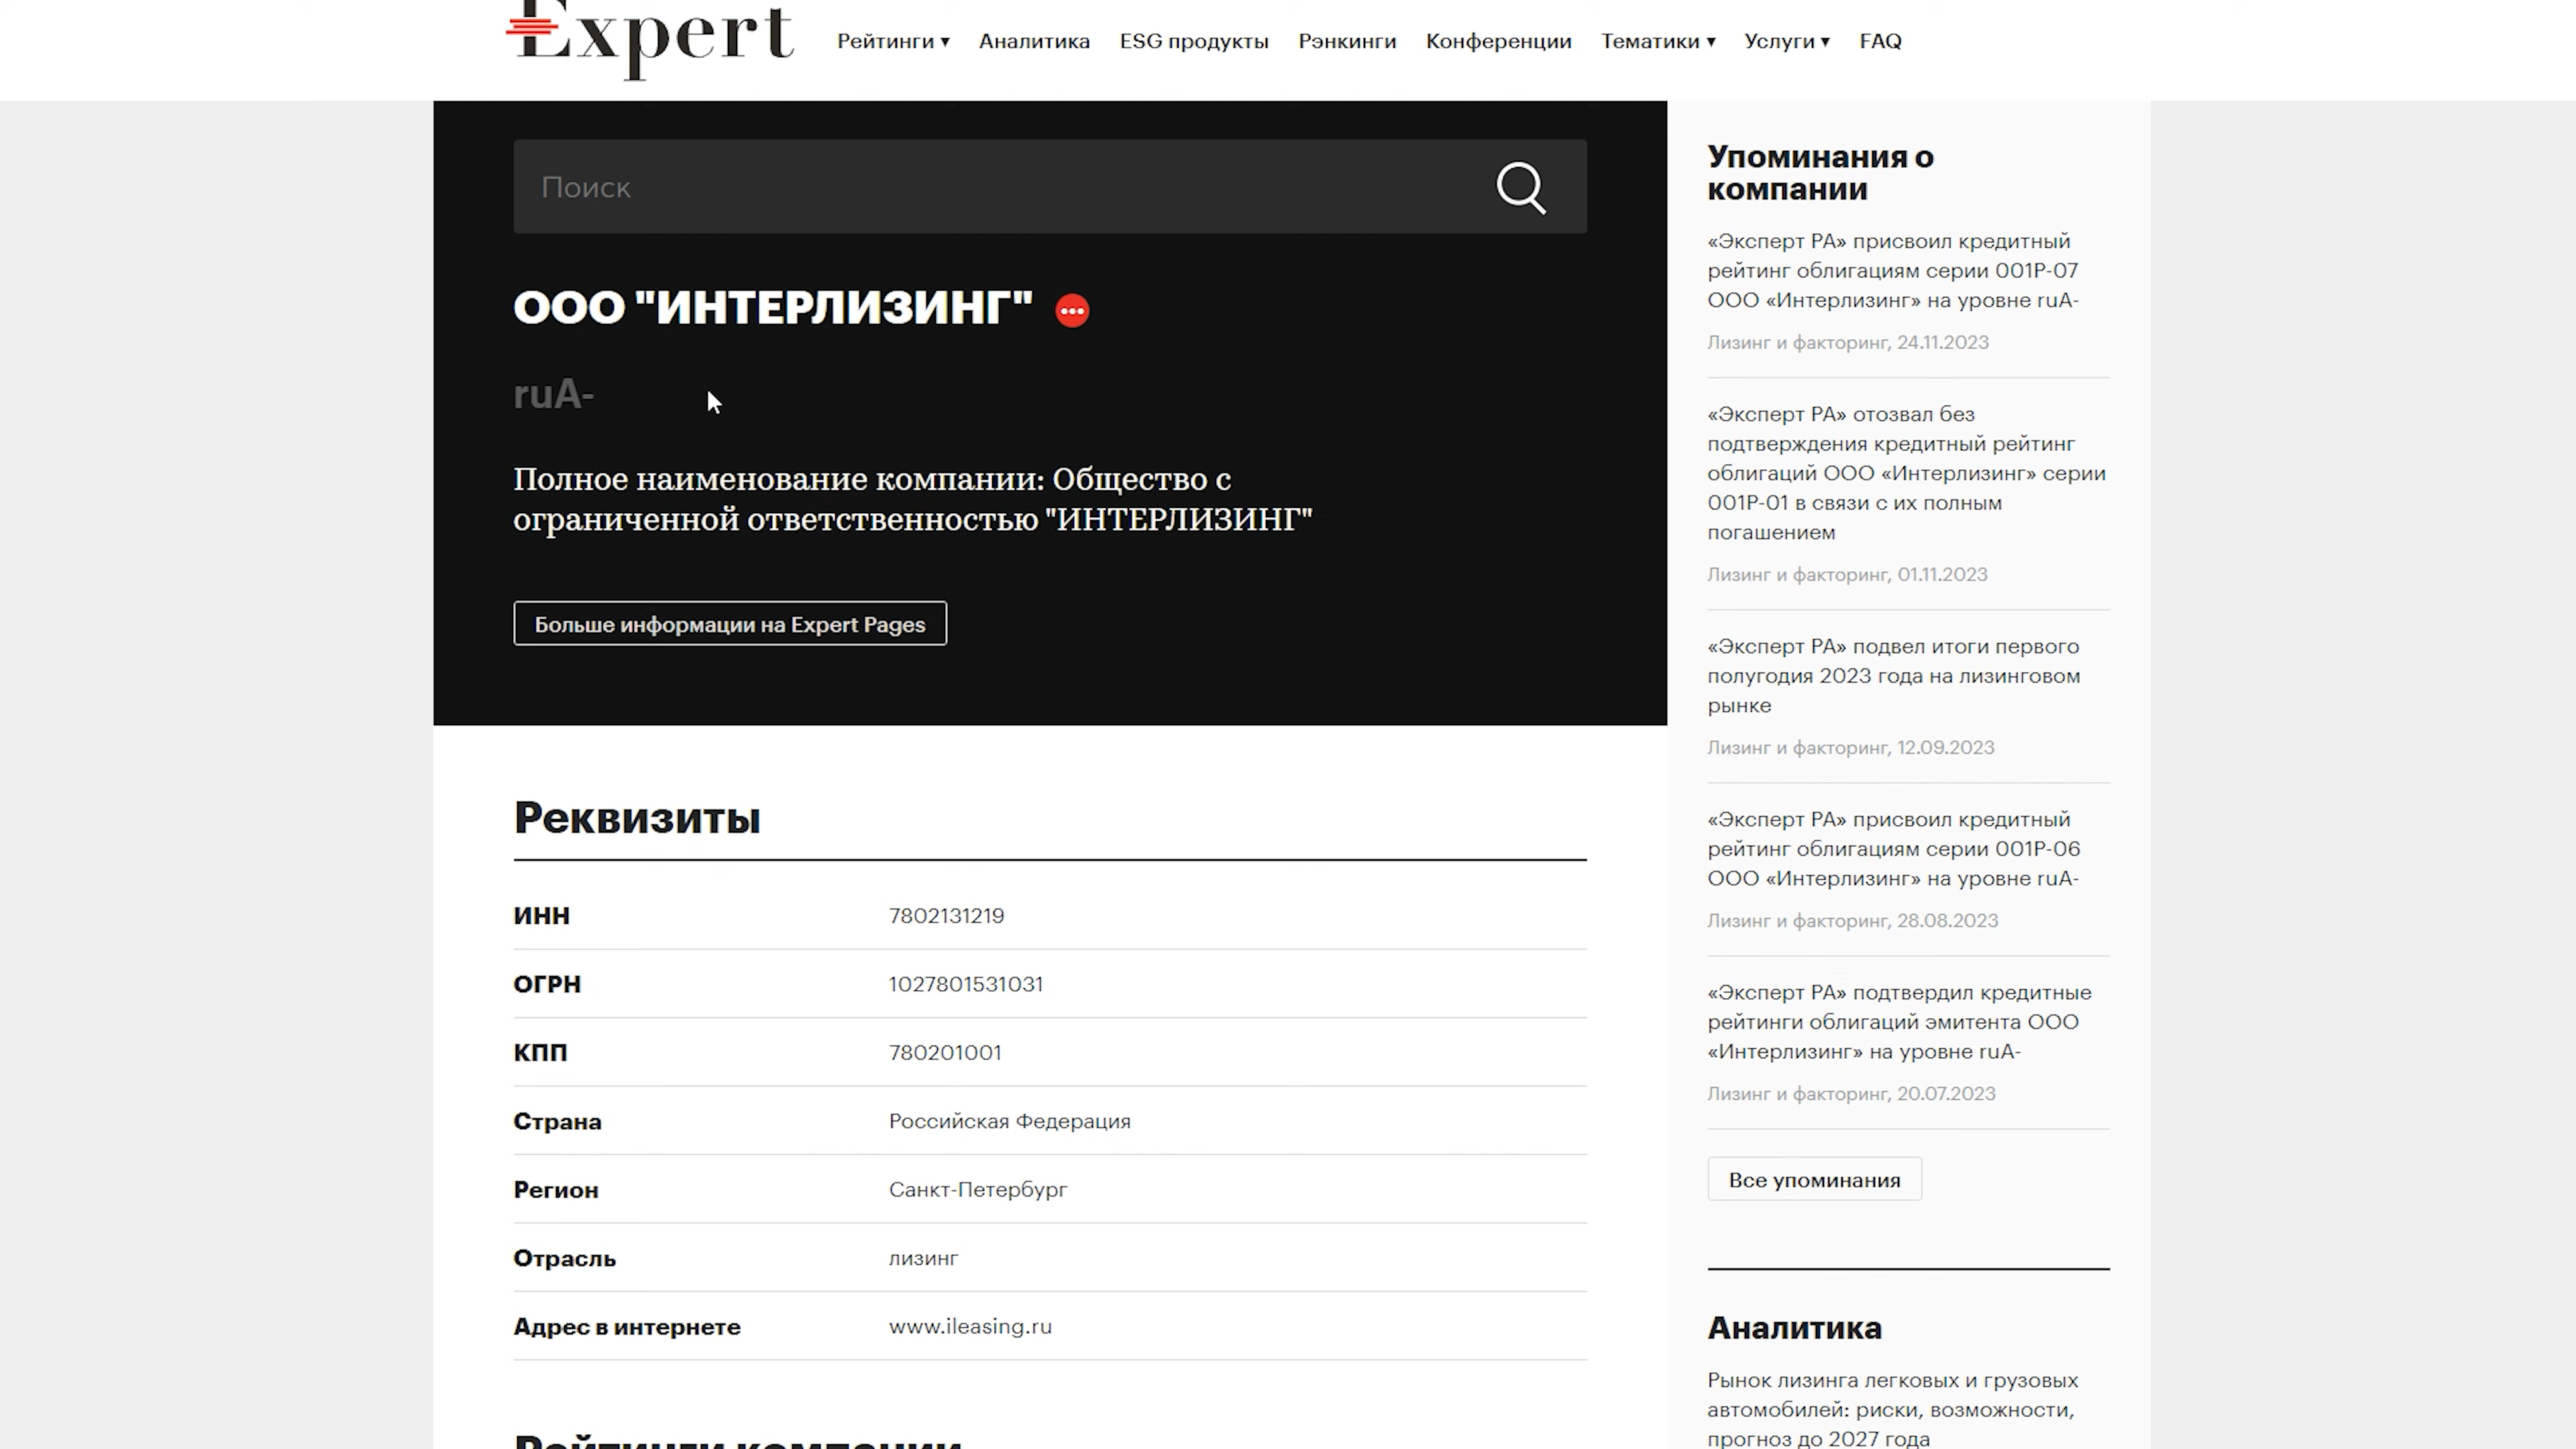 Expert
Рейтинги ▾ Аналитика ESG продукты Рэнкинги Конференции Тематики ▾ Услуги ▾ FAQ
Поиск
ООО "ИНТЕРЛИЗИНГ"
ruA-
Полное наименование компании: Общество с
ограниченной ответственностью "ИНТЕРЛИЗИНГ"
Больше информации на Expert Pages
Реквизиты
ИНН 7802131219
ОГРН 1027801531031
КПП 780201001
Страна Российская Федерация
Регион Санкт-Петербург
Отрасль лизинг
Адрес в интернете www.ileasing.ru
Рейтинги компании
Упоминания о
компании
«Эксперт РА» присвоил кредитный
рейтинг облигациям серии 001P-07
ООО «Интерлизинг» на уровне ruA-
Лизинг и факторинг, 24.11.2023
«Эксперт РА» отозвал без
подтверждения кредитный рейтинг
облигаций ООО «Интерлизинг» серии
001P-01 в связи с их полным
погашением
Лизинг и факторинг, 01.11.2023
«Эксперт РА» подвел итоги первого
полугодия 2023 года на лизинговом
рынке
Лизинг и факторинг, 12.09.2023
«Эксперт РА» присвоил кредитный
рейтинг облигациям серии 001P-06
ООО «Интерлизинг» на уровне ruA-
Лизинг и факторинг, 28.08.2023
«Эксперт РА» подтвердил кредитные
рейтинги облигаций эмитента ООО
«Интерлизинг» на уровне ruA-
Лизинг и факторинг, 20.07.2023
Все упоминания
Аналитика
Рынок лизинга легковых и грузовых
автомобилей: риски, возможности,
прогноз до 2027 года